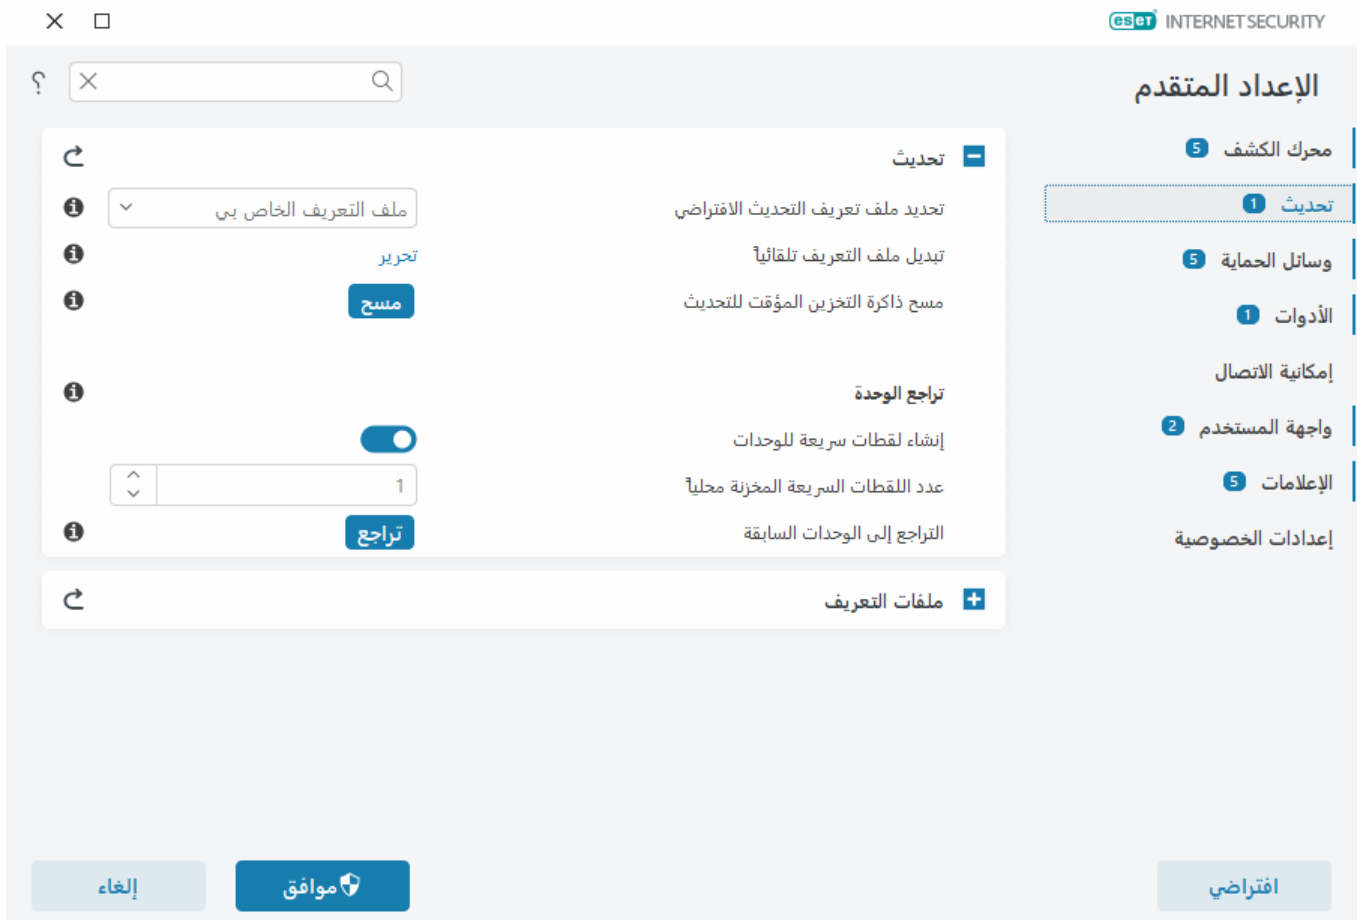 eset INTERNET SECURITY
الإعداد المتقدم
محرك الكشف 5
تحديث 1
وسائل الحماية 5
الأدوات 1
إمكانية الاتصال
واجهة المستخدم 2
الإعلامات 5
إعدادات الخصوصية
تحديث
تحديد ملف تعريف التحديث الافتراضي ملف التعريف الخاص بي
تبديل ملف التعريف تلقائياً تحرير
مسح ذاكرة التخزين المؤقت للتحديث مسح
تراجع الوحدة
إنشاء لقطات سريعة للوحدات
عدد اللقطات السريعة المخزنة محلياً 1
التراجع إلى الوحدات السابقة تراجع
ملفات التعريف
افتراضي موافق إلغاء